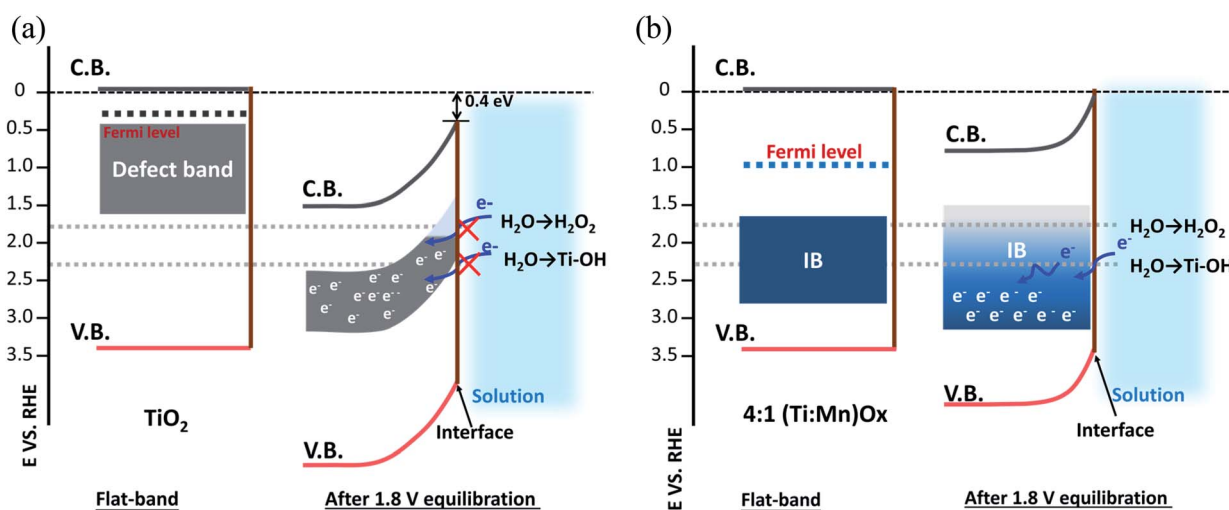 (a)
C.B.
0
0.5
1.0
1.5
2.0
2.5
3.0
3.5
E VS. RHE
Fermi level
Defect band
V.B.
TiO₂
Flat-band
0.4 eV
C.B.
e-
H₂O→H₂O₂
e-
H₂O→Ti-OH
e⁻ e⁻
e⁻ e⁻ e⁻
e⁻ e⁻ e⁻ e⁻ e⁻
e⁻ e⁻ e⁻
V.B.
Solution
Interface
After 1.8 V equilibration
(b)
C.B.
0
0.5
1.0
1.5
2.0
2.5
3.0
3.5
E VS. RHE
Fermi level
IB
V.B.
4:1 (Ti:Mn)Ox
Flat-band
C.B.
H₂O→H₂O₂
IB
e⁻
e⁻
H₂O→Ti-OH
e⁻ e⁻ e⁻ e⁻
e⁻ e⁻ e⁻ e⁻ e⁻
V.B.
Solution
Interface
After 1.8 V equilibration